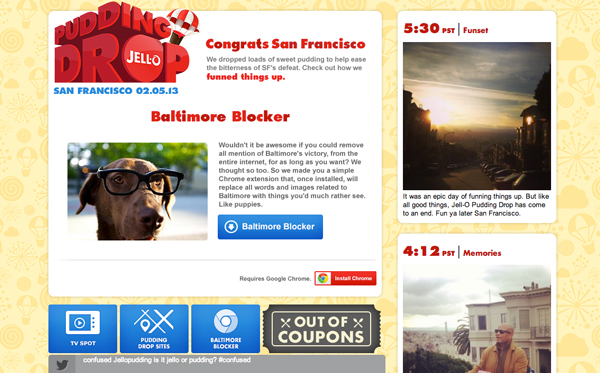 PUDDING
DROP
JELL-O
SAN FRANCISCO 02.05.13
Congrats San Francisco
We dropped loads of sweet pudding to help ease
the bitterness of SF's defeat. Check out how we
funned things up.
Baltimore Blocker
Wouldn't it be awesome if you could remove
all mention of Baltimore's victory, from the
entire internet, for as long as you want? We
thought so too. So we made you a simple
Chrome extension that, once installed, will
replace all words and images related to
Baltimore with things you'd much rather see.
Like puppies.
Baltimore Blocker
Requires Google Chrome.
Install Chrome
TV SPOT
PUDDING
DROP SITES
BALTIMORE
BLOCKER
OUT OF
COUPONS
confused Jellopudding is it jello or pudding? #confused
5:30 PST | Funset
It was an epic day of funning things up. But like
all good things, Jell-O Pudding Drop has come
to an end. Fun ya later San Francisco.
4:12 PST | Memories